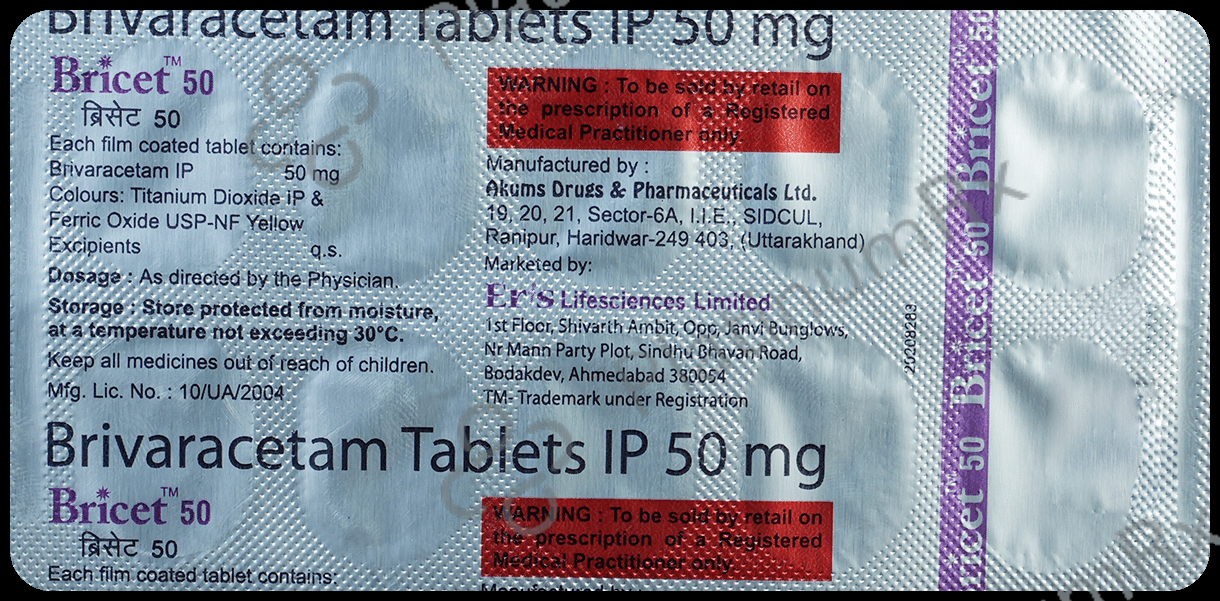 Brivaracetam Tablets IP 50 mg
Bricet™ 50
ब्रिसेट 50
Each film coated tablet contains:
Brivaracetam IP 50 mg
Colours: Titanium Dioxide IP &
Ferric Oxide USP-NF Yellow
Excipients q.s.
Dosage : As directed by the Physician.
Storage : Store protected from moisture,
at a temperature not exceeding 30°C.
Keep all medicines out of reach of children.
Mfg. Lic. No. : 10/UA/2004
WARNING : To be sold by retail on
the prescription of a Registered
Medical Practitioner only.
Manufactured by :
Akums Drugs & Pharmaceuticals Ltd.
19, 20, 21, Sector-6A, I.I.E., SIDCUL,
Ranipur, Haridwar-249 403, (Uttarakhand)
Marketed by:
Eris Lifesciences Limited
1st Floor, Shivarth Ambit, Opp. Janvi Bunglows,
Nr Mann Party Plot, Sindhu Bhavan Road,
Bodakdev, Ahmedabad 380054
TM- Trademark under Registration
Brivaracetam Tablets IP 50 mg
Bricet™ 50
ब्रिसेट 50
Each film coated tablet contains:
WARNING : To be sold by retail on
the prescription of a Registered
Medical Practitioner only.
Manufactured by :
Bricet™ 50 Bricet™ 50 Bricet™ 50